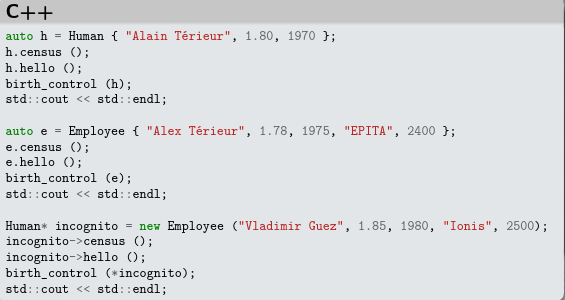 C++
auto h = Human { "Alain Térieur", 1.80, 1970 };
h.census ();
h.hello ();
birth_control (h);
std::cout << std::endl;
auto e = Employee { "Alex Térieur", 1.78, 1975, "EPITA", 2400 };
e.census ();
e.hello ();
birth_control (e);
std::cout << std::endl;
Human* incognito = new Employee ("Vladimir Guez", 1.85, 1980, "Ionis", 2500);
incognito->census ();
incognito->hello ();
birth_control (*incognito);
std::cout << std::endl;